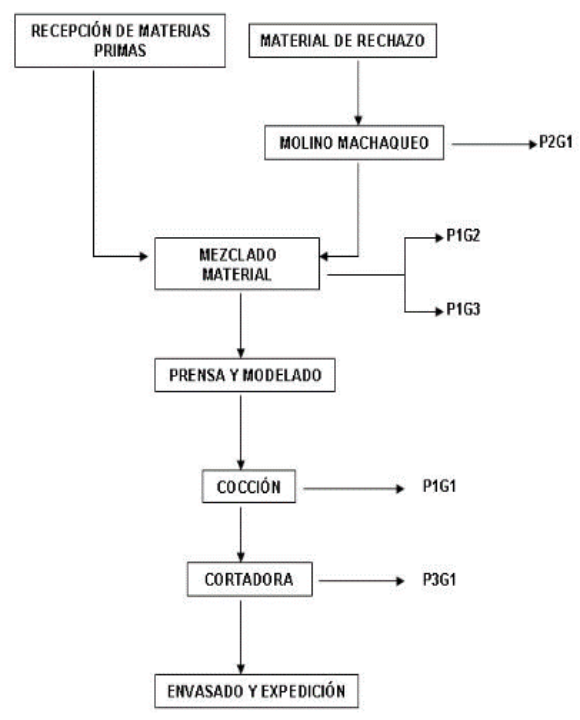 RECEPCIÓN DE MATERIAS
PRIMAS
MATERIAL DE RECHAZO
MOLINO MACHAQUEO
P2G1
MEZCLADO
MATERIAL
P1G2
P1G3
PRENSA Y MODELADO
COCCIÓN
P1G1
CORTADORA
P3G1
ENVASADO Y EXPEDICIÓN